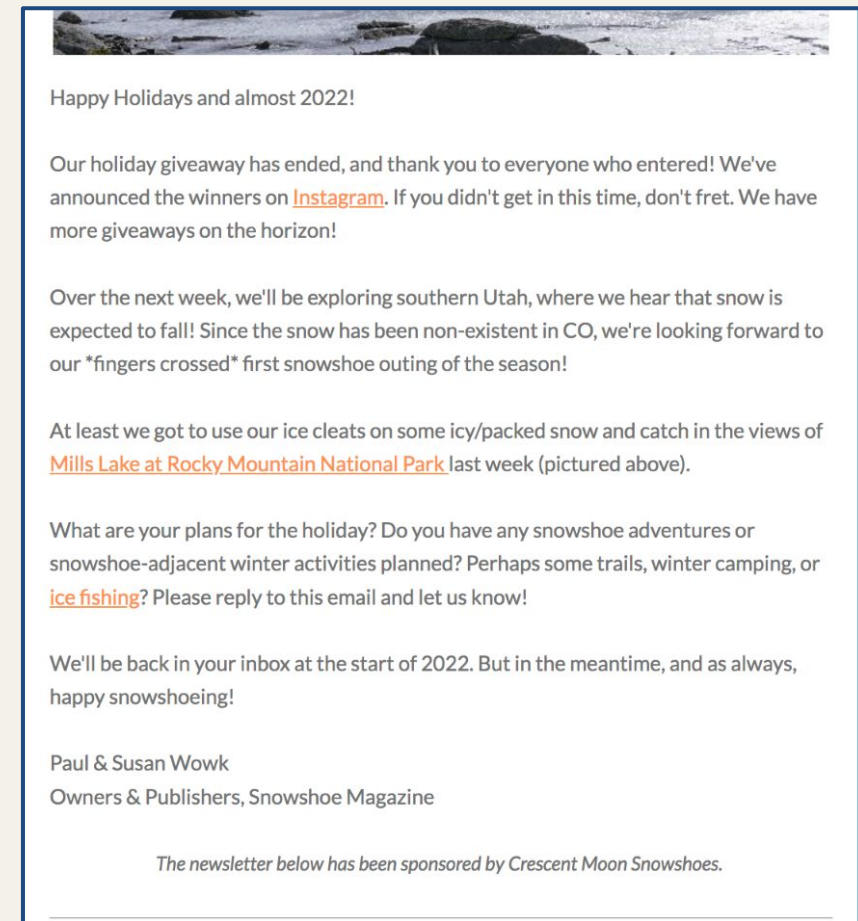 Happy Holidays and almost 2022!
Our holiday giveaway has ended, and thank you to everyone who entered! We've
announced the winners on Instagram. If you didn't get in this time, don't fret. We have
more giveaways on the horizon!
Over the next week, we'll be exploring southern Utah, where we hear that snow is
expected to fall! Since the snow has been non-existent in CO, we're looking forward to
our *fingers crossed* first snowshoe outing of the season!
At least we got to use our ice cleats on some icy/packed snow and catch in the views of
Mills Lake at Rocky Mountain National Park last week (pictured above).
What are your plans for the holiday? Do you have any snowshoe adventures or
snowshoe-adjacent winter activities planned? Perhaps some trails, winter camping, or
ice fishing? Please reply to this email and let us know!
We'll be back in your inbox at the start of 2022. But in the meantime, and as always,
happy snowshoeing!
Paul & Susan Wowk
Owners & Publishers, Snowshoe Magazine
The newsletter below has been sponsored by Crescent Moon Snowshoes.